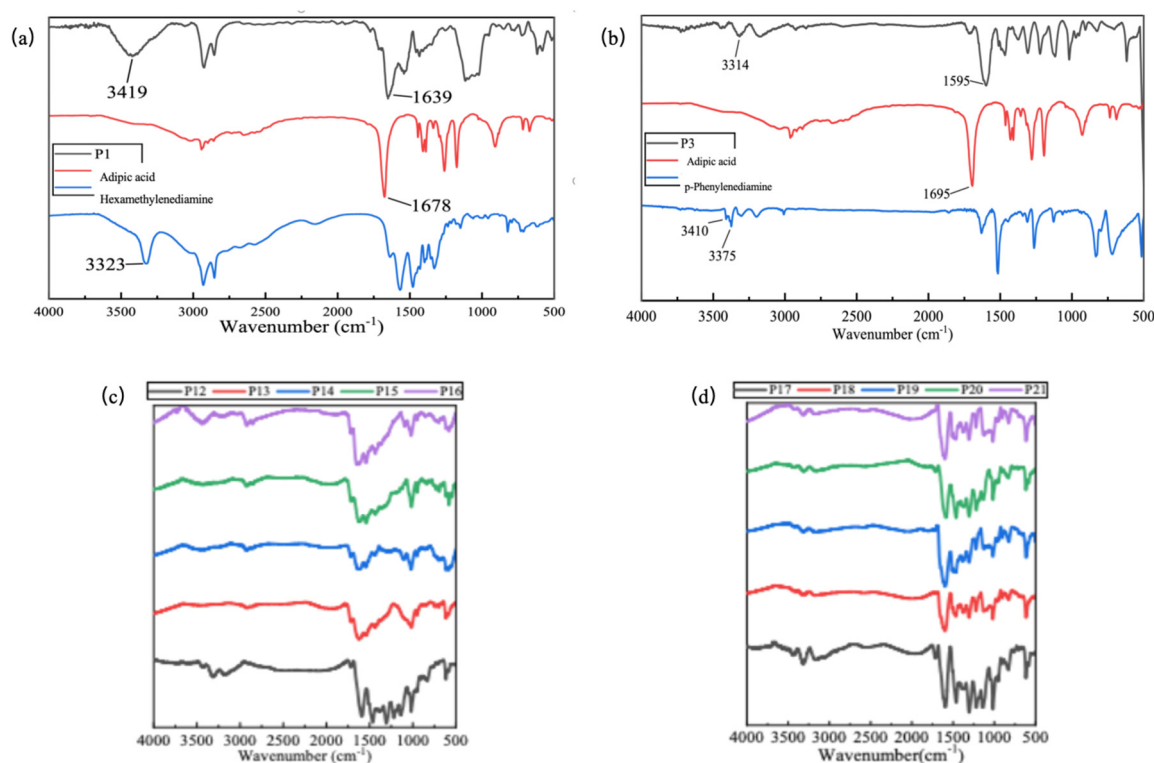 (a)
3419
1639
P1
Adipic acid
Hexamethylenediamine
1678
3323
4000 3500 3000 2500 2000 1500 1000 500
Wavenumber (cm-1)
(b)
3314
1595
P3
Adipic acid
p-Phenylenediamine
1695
3410
3375
4000 3500 3000 2500 2000 1500 1000 500
Wavenumber (cm-1)
(c)
P12 P13 P14 P15 P16
4000 3500 3000 2500 2000 1500 1000 500
Wavenumber (cm-1)
(d)
P17 P18 P19 P20 P21
4000 3500 3000 2500 2000 1500 1000 500
Wavenumber(cm-1)